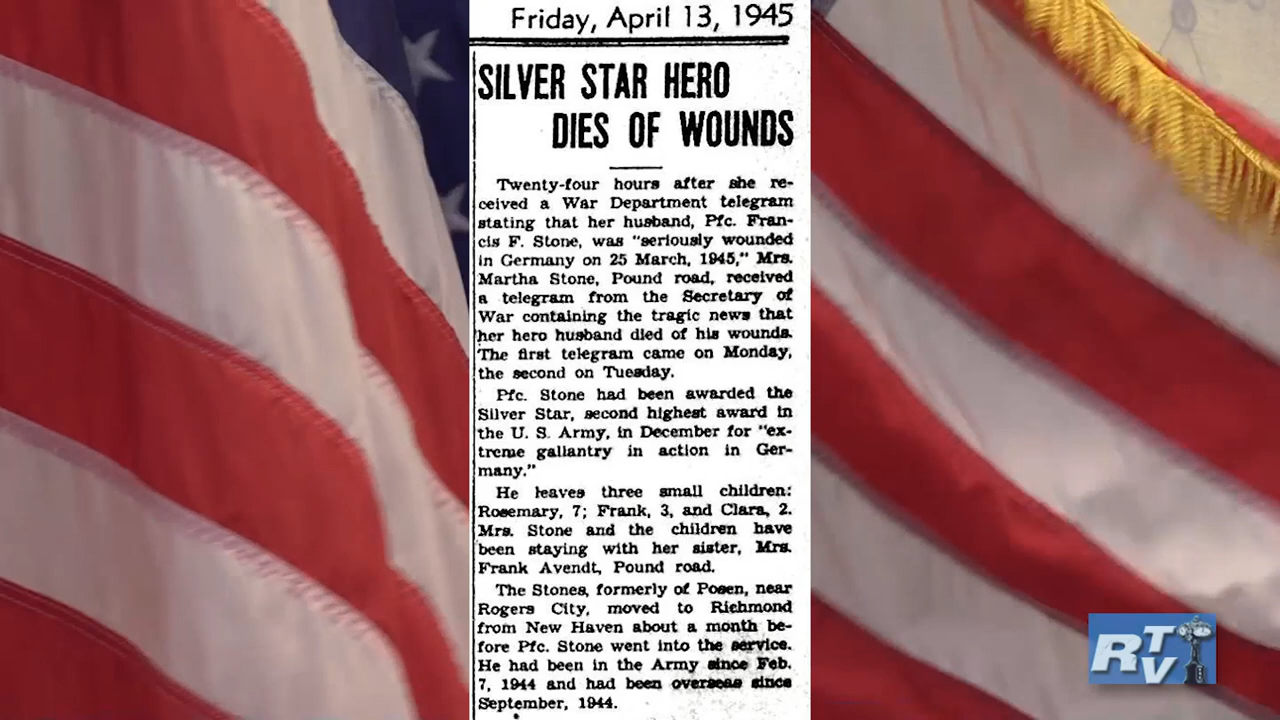 Friday, April 13, 1945
SILVER STAR HERO
DIES OF WOUNDS
Twenty-four hours after she re-
ceived a War Department telegram
stating that her husband, Pfc. Fran-
cis F. Stone, was "seriously wounded
in Germany on 25 March, 1945," Mrs.
Martha Stone, Pound road, received
a telegram from the Secretary of
War containing the tragic news that
her hero husband died of his wounds.
The first telegram came on Monday,
the second on Tuesday.
Pfc. Stone had been awarded the
Silver Star, second highest award in
the U. S. Army, in December for "ex-
treme gallantry in action in Ger-
many."
He leaves three small children:
Rosemary, 7; Frank, 3, and Clara, 2.
Mrs. Stone and the children have
been staying with her sister, Mrs.
Frank Avendt, Pound road.
The Stones, formerly of Posen, near
Rogers City, moved to Richmond
from New Haven about a month be-
fore Pfc. Stone went into the service.
He had been in the Army since Feb.
7, 1944 and had been overseas since
September, 1944.
RTV